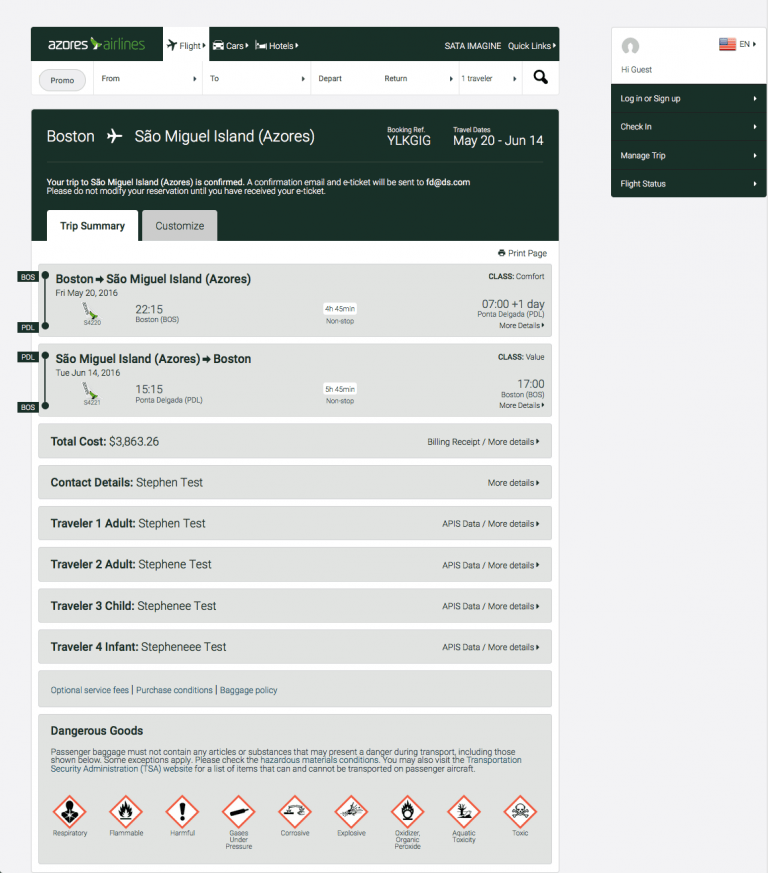 azores airlines
Flight
Cars
Hotels
SATA IMAGINE
Quick Links
Promo
From
To
Depart
Return
1 traveler
EN
Hi Guest
Log in or Sign up
Check In
Manage Trip
Flight Status
Boston São Miguel Island (Azores)
Booking Ref.
YLKGIG
Travel Dates
May 20 - Jun 14
Your trip to São Miguel Island (Azores) is confirmed. A confirmation email and e-ticket will be sent to fd@ds.com
Please do not modify your reservation until you have received your e-ticket.
Trip Summary
Customize
Print Page
BOS
PDL
Boston São Miguel Island (Azores)
CLASS: Comfort
Fri May 20, 2016
S4220
22:15
Boston (BOS)
4h 45min
Non-stop
07:00 +1 day
Ponta Delgada (PDL)
More Details
PDL
BOS
São Miguel Island (Azores) Boston
CLASS: Value
Tue Jun 14, 2016
S4221
15:15
Ponta Delgada (PDL)
5h 45min
Non-stop
17:00
Boston (BOS)
More Details
Total Cost: $3,863.26
Billing Receipt / More details
Contact Details: Stephen Test
More details
Traveler 1 Adult: Stephen Test
APIS Data / More details
Traveler 2 Adult: Stephene Test
APIS Data / More details
Traveler 3 Child: Stephenee Test
APIS Data / More details
Traveler 4 Infant: Stepheneee Test
APIS Data / More details
Optional service fees | Purchase conditions | Baggage policy
Dangerous Goods
Passenger baggage must not contain any articles or substances that may present a danger during transport, including those
shown below. Some exceptions apply. Please check the hazardous materials conditions. You may also visit the Transportation
Security Administration (TSA) website for a list of items that can and cannot be transported on passenger aircraft.
Respiratory
Flammable
Harmful
Gases
Under
Pressure
Corrosive
Explosive
Oxidizer,
Organic
Peroxide
Aquatic
Toxicity
Toxic